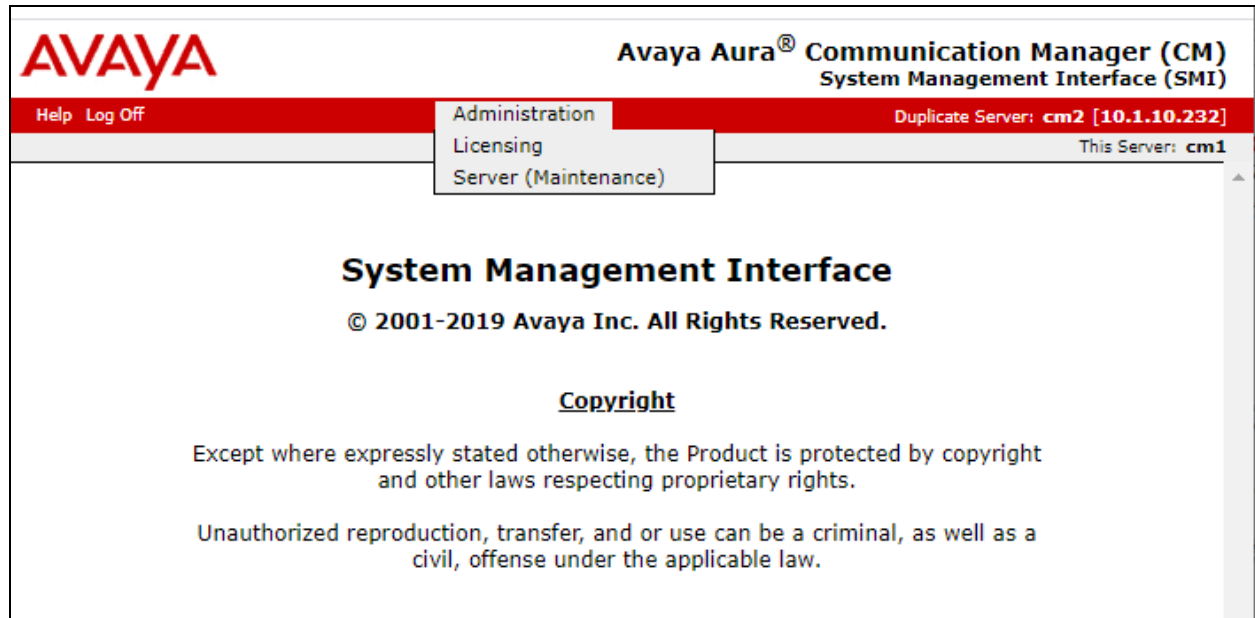 AVAYA
Avaya Aura® Communication Manager (CM)
System Management Interface (SMI)
Help Log Off
Administration
Duplicate Server: cm2 [10.1.10.232]
Licensing
This Server: cm1
Server (Maintenance)
System Management Interface
© 2001-2019 Avaya Inc. All Rights Reserved.
Copyright
Except where expressly stated otherwise, the Product is protected by copyright
and other laws respecting proprietary rights.
Unauthorized reproduction, transfer, and or use can be a criminal, as well as a
civil, offense under the applicable law.